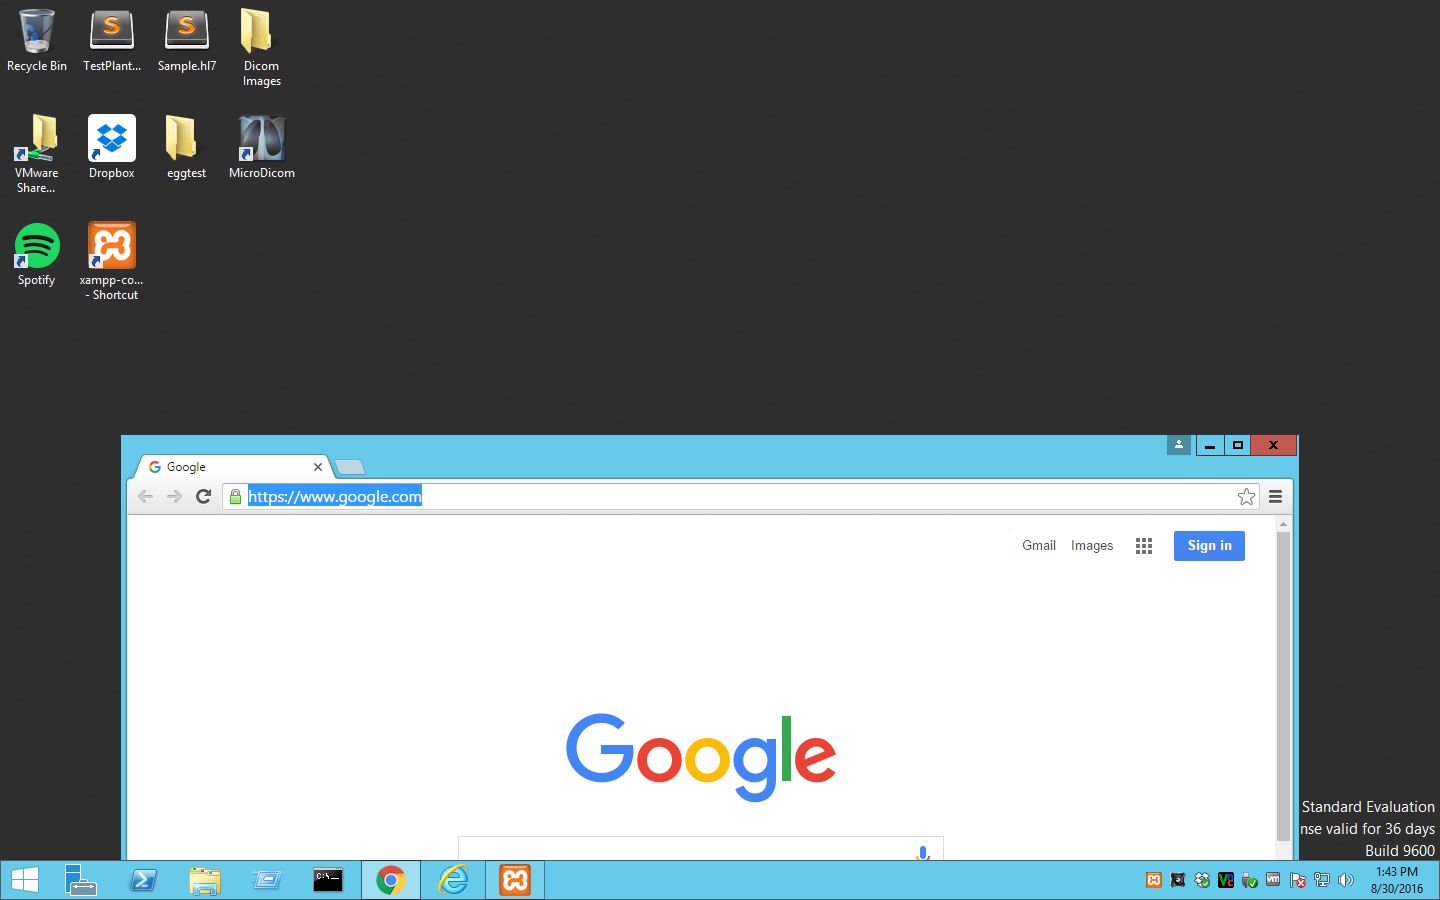 Recycle Bin
TestPlant...
Sample.hl7
Dicom
Images
VMware
Share...
Dropbox
eggtest
MicroDicom
Spotify
xampp-co...
- Shortcut
Google
https://www.google.com
Gmail
Images
Sign in
Google
Standard Evaluation
nse valid for 36 days
Build 9600
C:\_
1:43 PM
8/30/2016